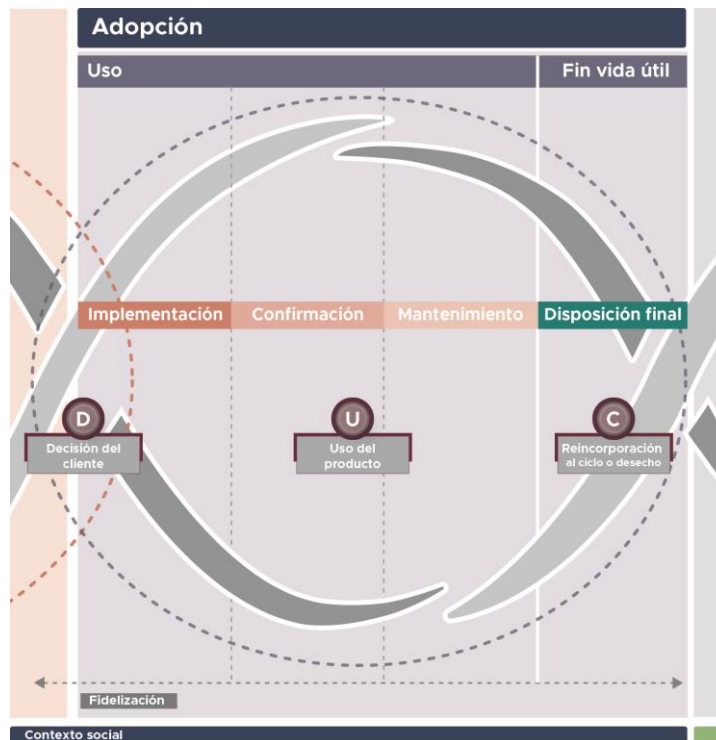 Adopción
Uso
Fin vida útil
Implementación
Confirmación
Mantenimiento
Disposición final
D
Decisión del
cliente
U
Uso del
producto
C
Reincorporación
al ciclo o desecho
Fidelización
Contexto social